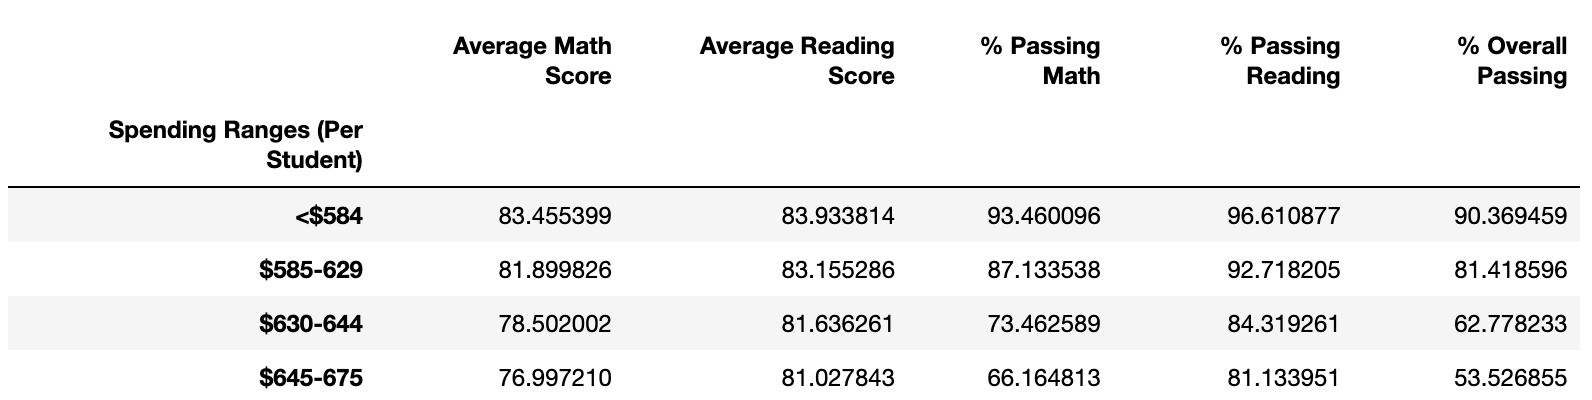 Average Math Score Average Reading Score % Passing Math % Passing Reading % Overall Passing
Spending Ranges (Per Student)
<$584 83.455399 83.933814 93.460096 96.610877 90.369459
$585-629 81.899826 83.155286 87.133538 92.718205 81.418596
$630-644 78.502002 81.636261 73.462589 84.319261 62.778233
$645-675 76.997210 81.027843 66.164813 81.133951 53.526855